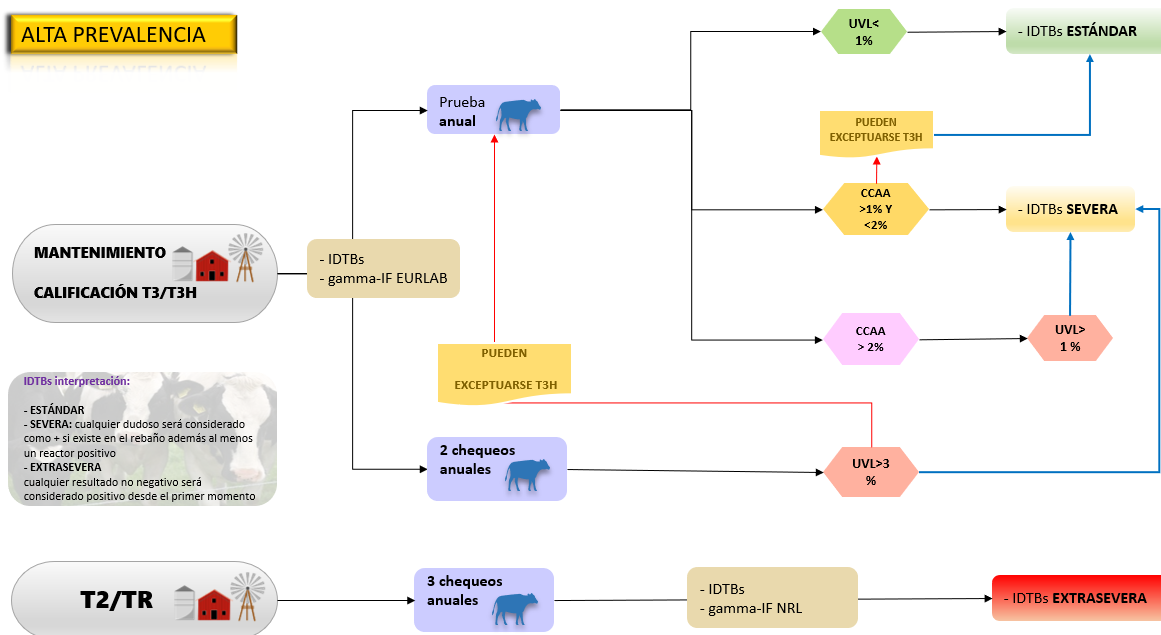 ALTA PREVALENCIA
UVL<
1%
- IDTBs ESTÁNDAR
Prueba
anual
PUEDEN
EXCEPTUARSE T3H
CCAA
>1% Y
<2%
- IDTBs SEVERA
MANTENIMIENTO
CALIFICACIÓN T3/T3H
- IDTBs
- gamma-IF EURLAB
CCAA
> 2%
UVL>
1 %
PUEDEN
EXCEPTUARSE T3H
IDTBs interpretación:
- ESTÁNDAR
- SEVERA: cualquier dudoso será considerado
como + si existe en el rebaño además al menos
un reactor positivo
- EXTRASEVERA
cualquier resultado no negativo será
considerado positivo desde el primer momento
2 chequeos
anuales
UVL>3
%
T2/TR
3 chequeos
anuales
- IDTBs
- gamma-IF NRL
- IDTBs EXTRASEVERA